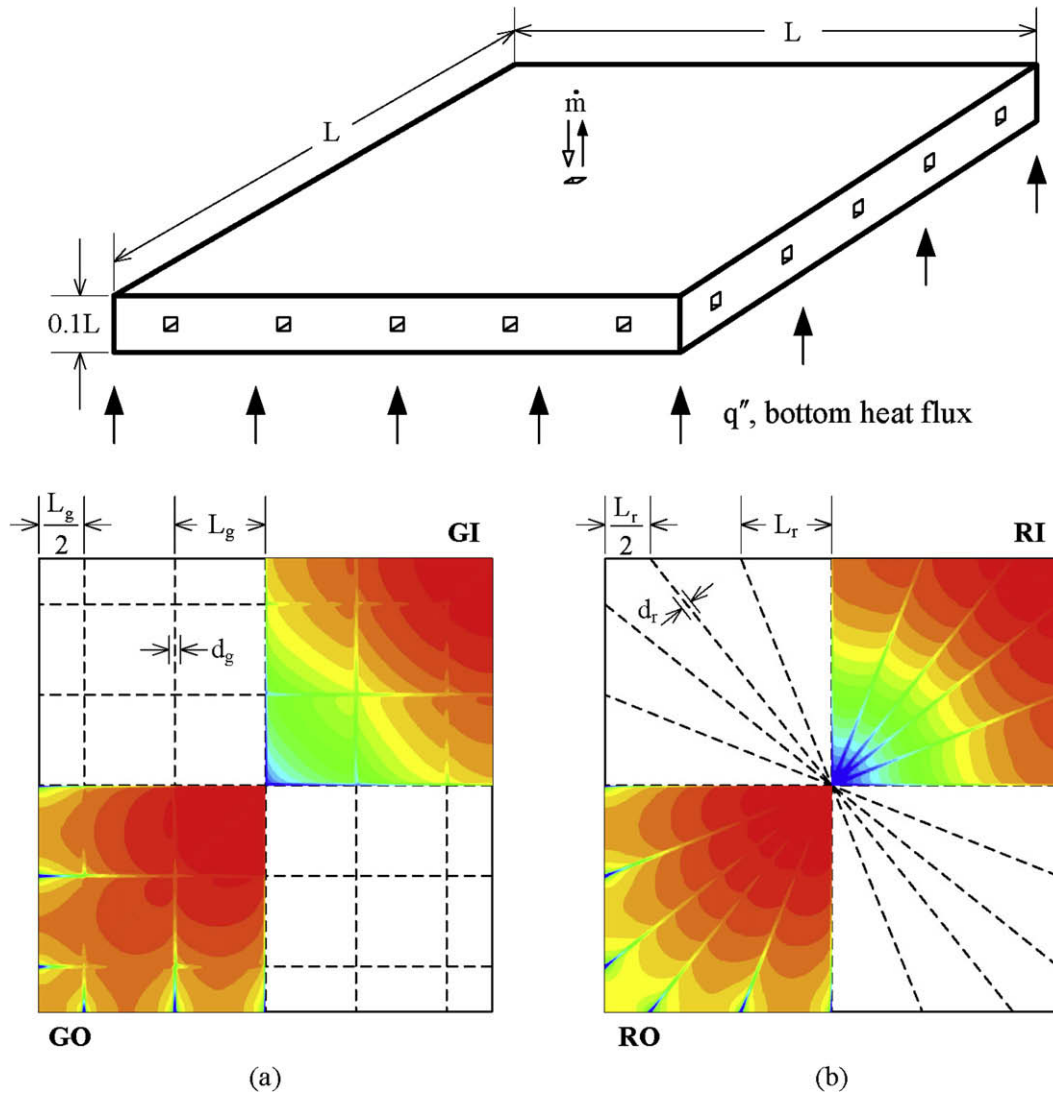 L
ṁ
L
0.1L
q″, bottom heat flux
L_g/2
L_g
GI
d_g
GO
(a)
L_r/2
L_r
RI
d_r
RO
(b)